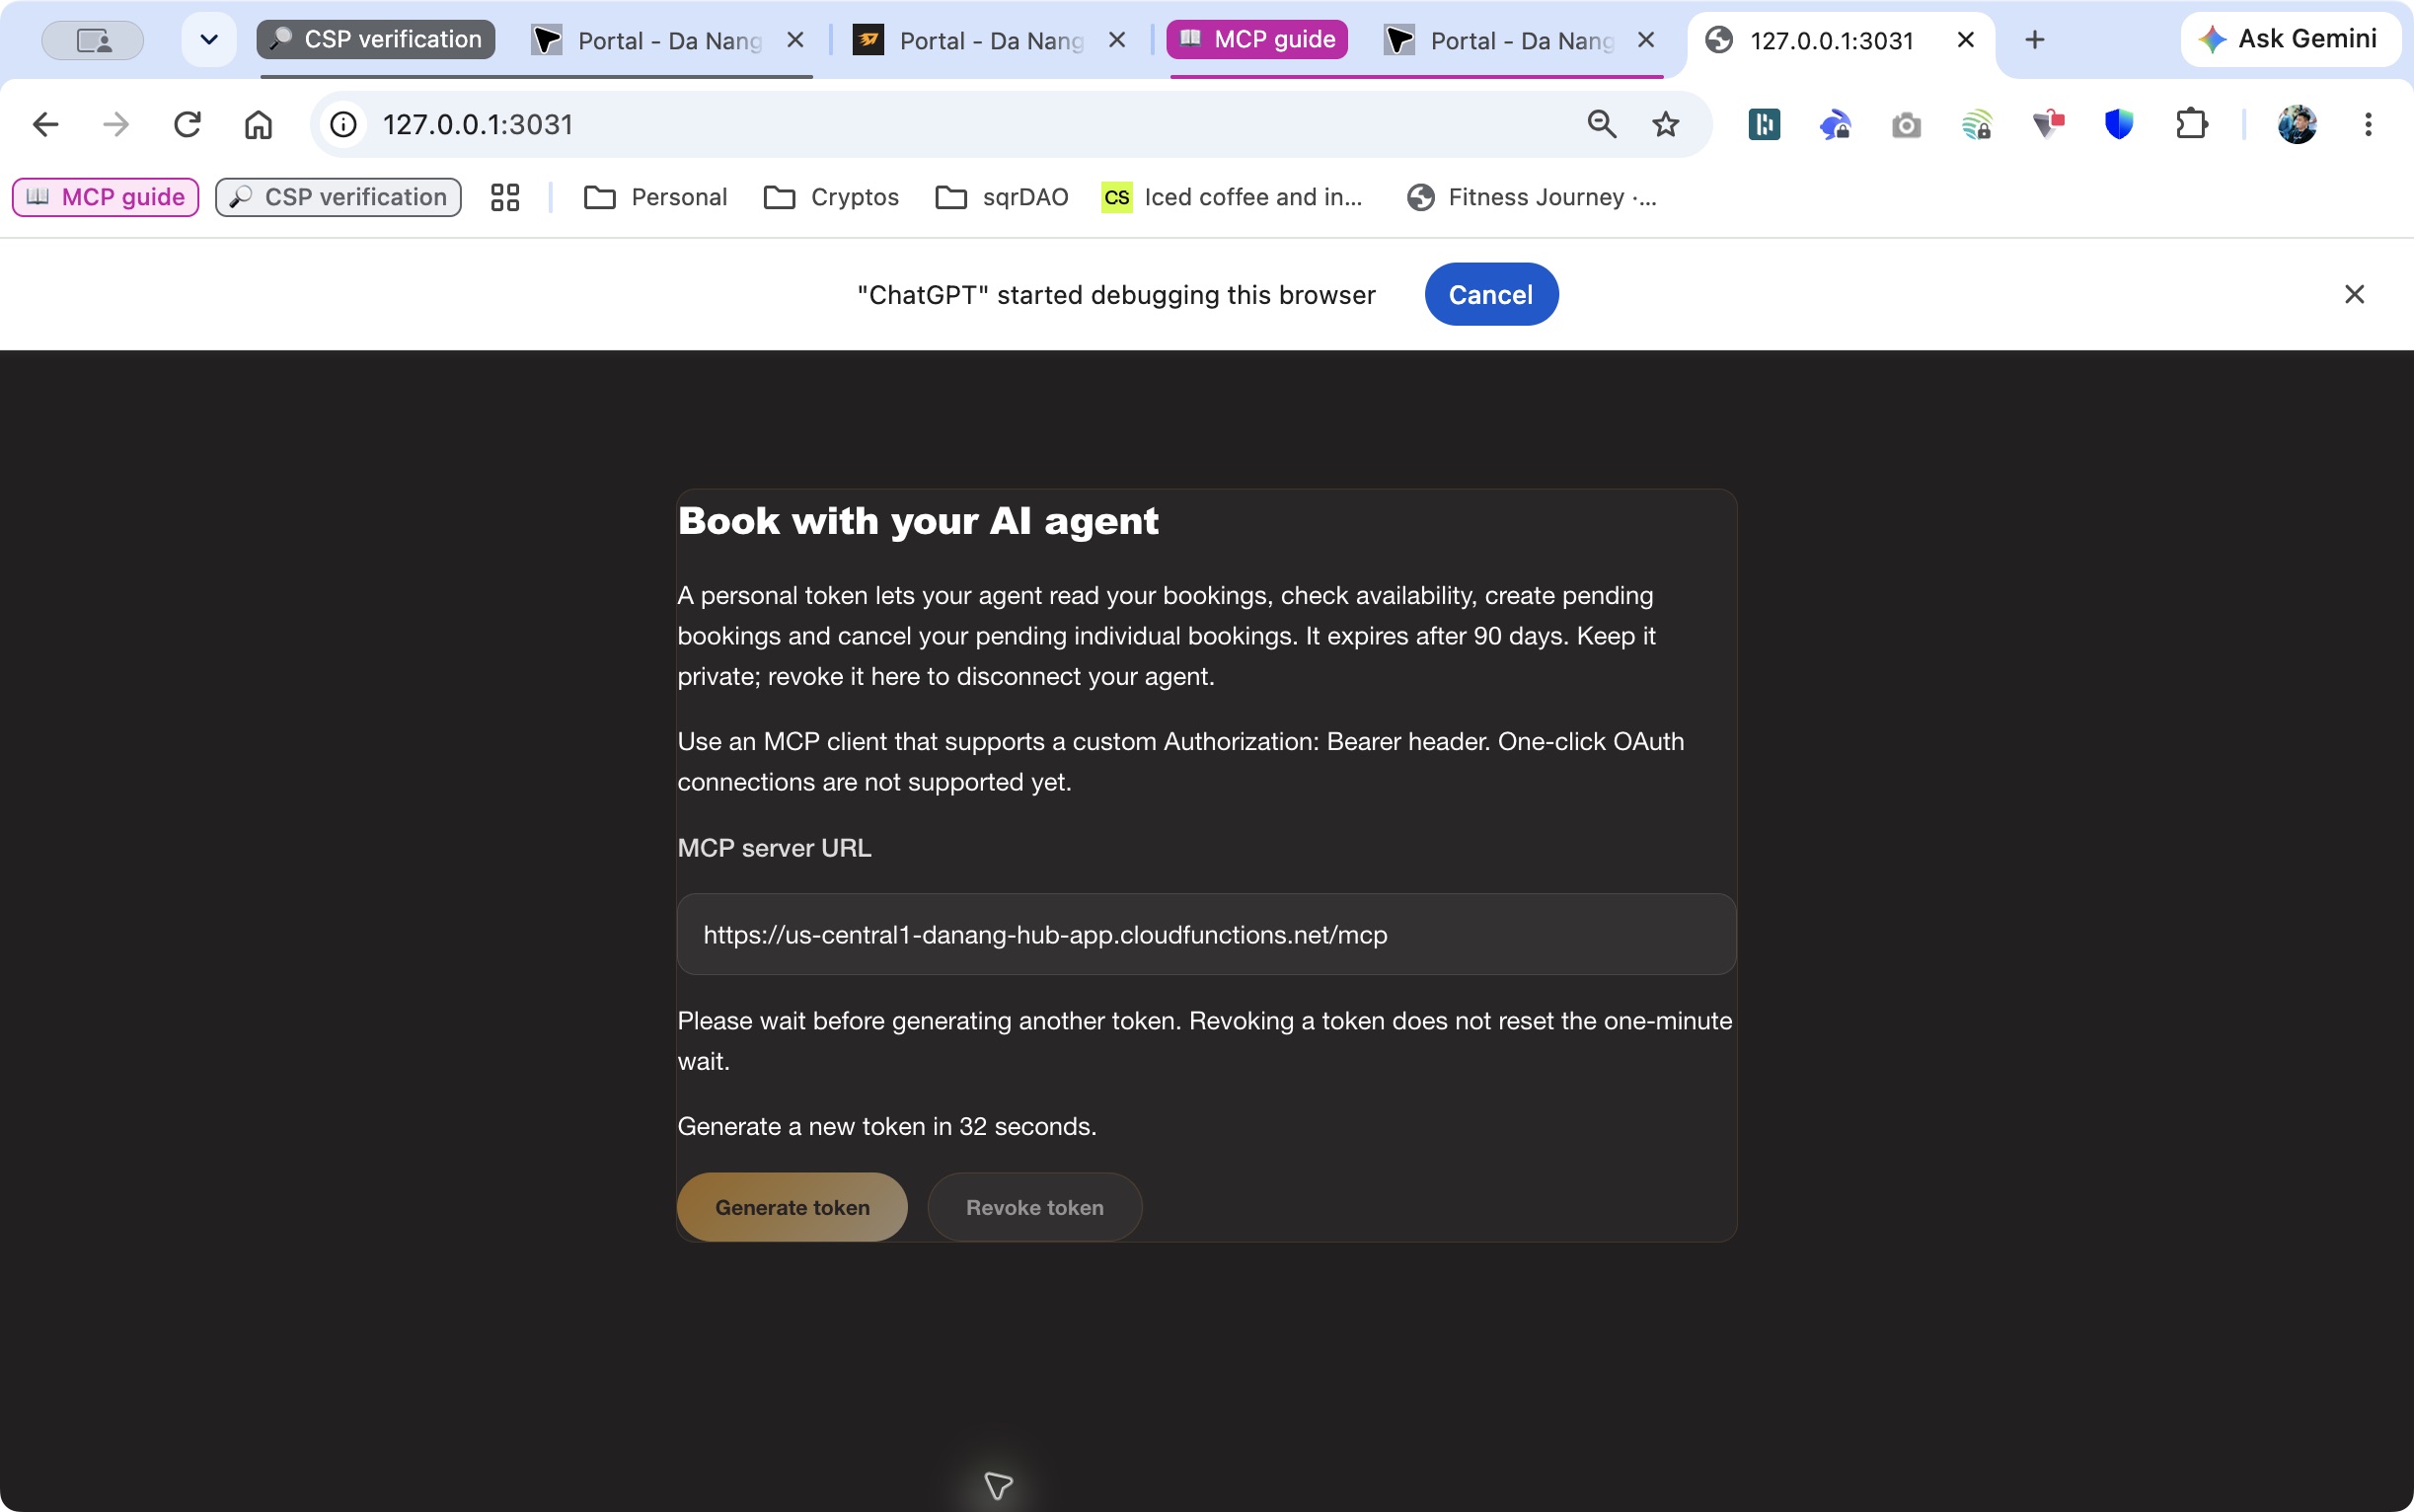 CSP verification
Portal - Da Nang
Portal - Da Nang
MCP guide
Portal - Da Nang
127.0.0.1:3031
Ask Gemini
127.0.0.1:3031
MCP guide
CSP verification
Personal
Cryptos
sqrDAO
CS
Iced coffee and in...
Fitness Journey ·...
"ChatGPT" started debugging this browser
Cancel
Book with your AI agent
A personal token lets your agent read your bookings, check availability, create pending
bookings and cancel your pending individual bookings. It expires after 90 days. Keep it
private; revoke it here to disconnect your agent.
Use an MCP client that supports a custom Authorization: Bearer header. One-click OAuth
connections are not supported yet.
MCP server URL
https://us-central1-danang-hub-app.cloudfunctions.net/mcp
Please wait before generating another token. Revoking a token does not reset the one-minute
wait.
Generate a new token in 32 seconds.
Generate token
Revoke token